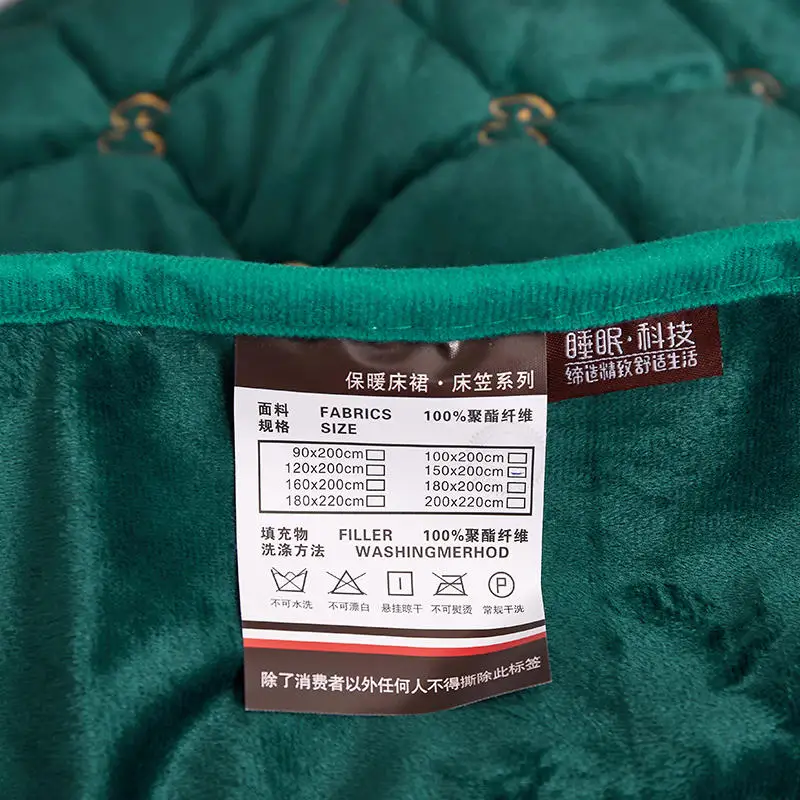 睡眠·科技
缔造精致舒适生活
保暖床裙·床笠系列
面料 FABRICS 100%聚酯纤维
规格 SIZE
90x200cm 100x200cm
120x200cm 150x200cm
160x200cm 180x200cm
180x220cm 200x220cm
填充物 FILLER 100%聚酯纤维
洗涤方法 WASHINGMERHOD
P
不可水洗 不可漂白 悬挂晾干 不可熨烫 常规干洗
除了消费者以外任何人不得撕除此标签